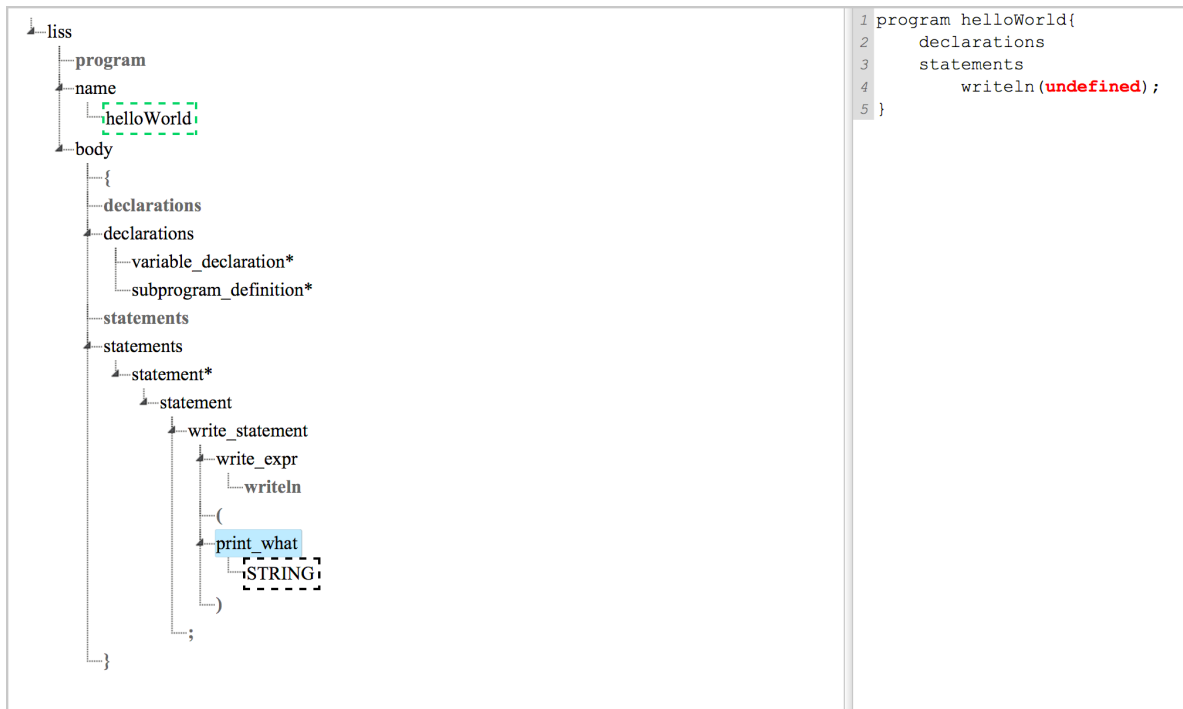 liss
program
name
helloWorld
body
{
declarations
declarations
variable_declaration*
subprogram_definition*
statements
statements
statement*
statement
write_statement
write_expr
writeln
(
print_what
STRING
)
;
}
1 program helloWorld{
2 declarations
3 statements
4 writeln(undefined);
5 }